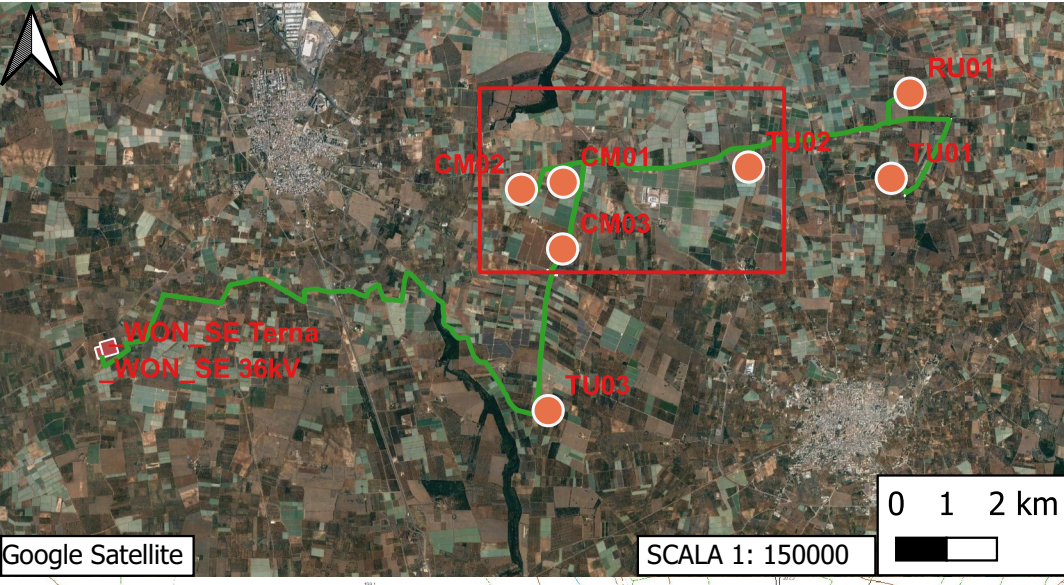 RU01
TU02
TU01
CM02
CM01
CM03
_WON_SE Terna
_WON_SE 36kV
TU03
0 1 2 km
Google Satellite
SCALA 1: 150000